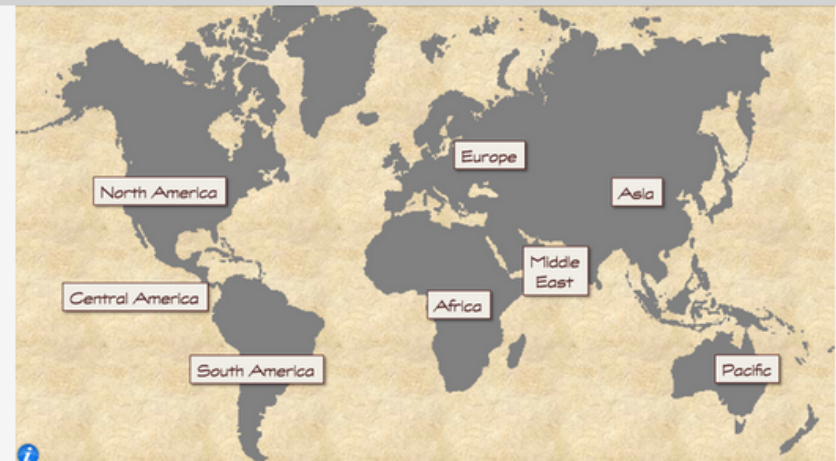 Europe
North America
Asia
Middle
East
Central America
Africa
South America
Pacific
i